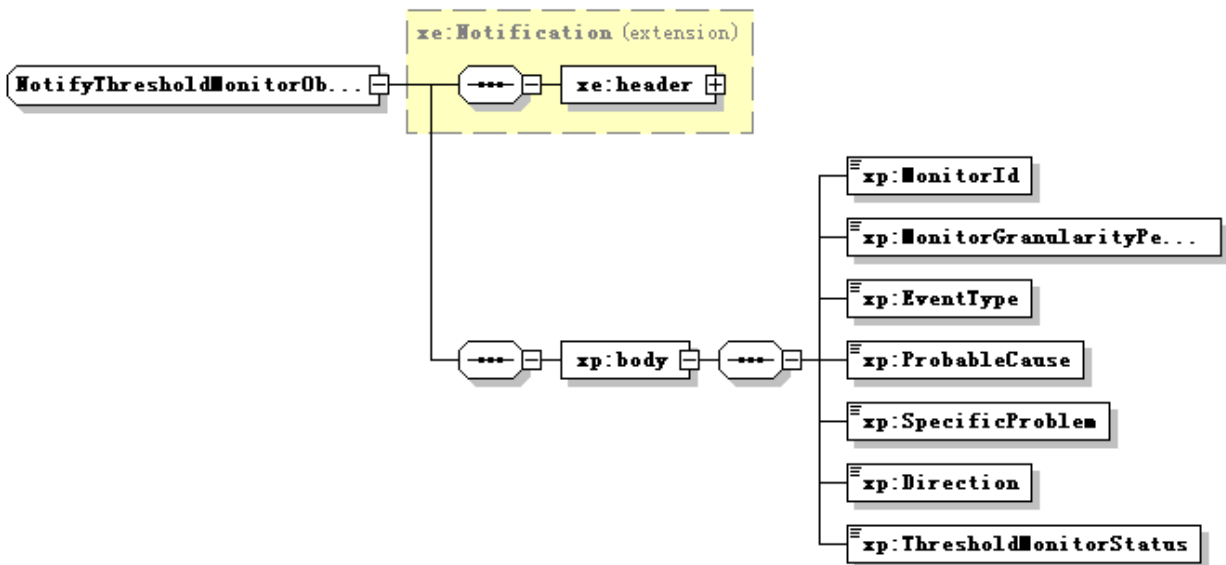 xe:Notification (extension)
NotifyThresholdMonitorOb...
xe:header
xp:MonitorId
xp:MonitorGranularityPe...
xp:EventType
xp:body
xp:ProbableCause
xp:SpecificProblem
xp:Direction
xp:ThresholdMonitorStatus